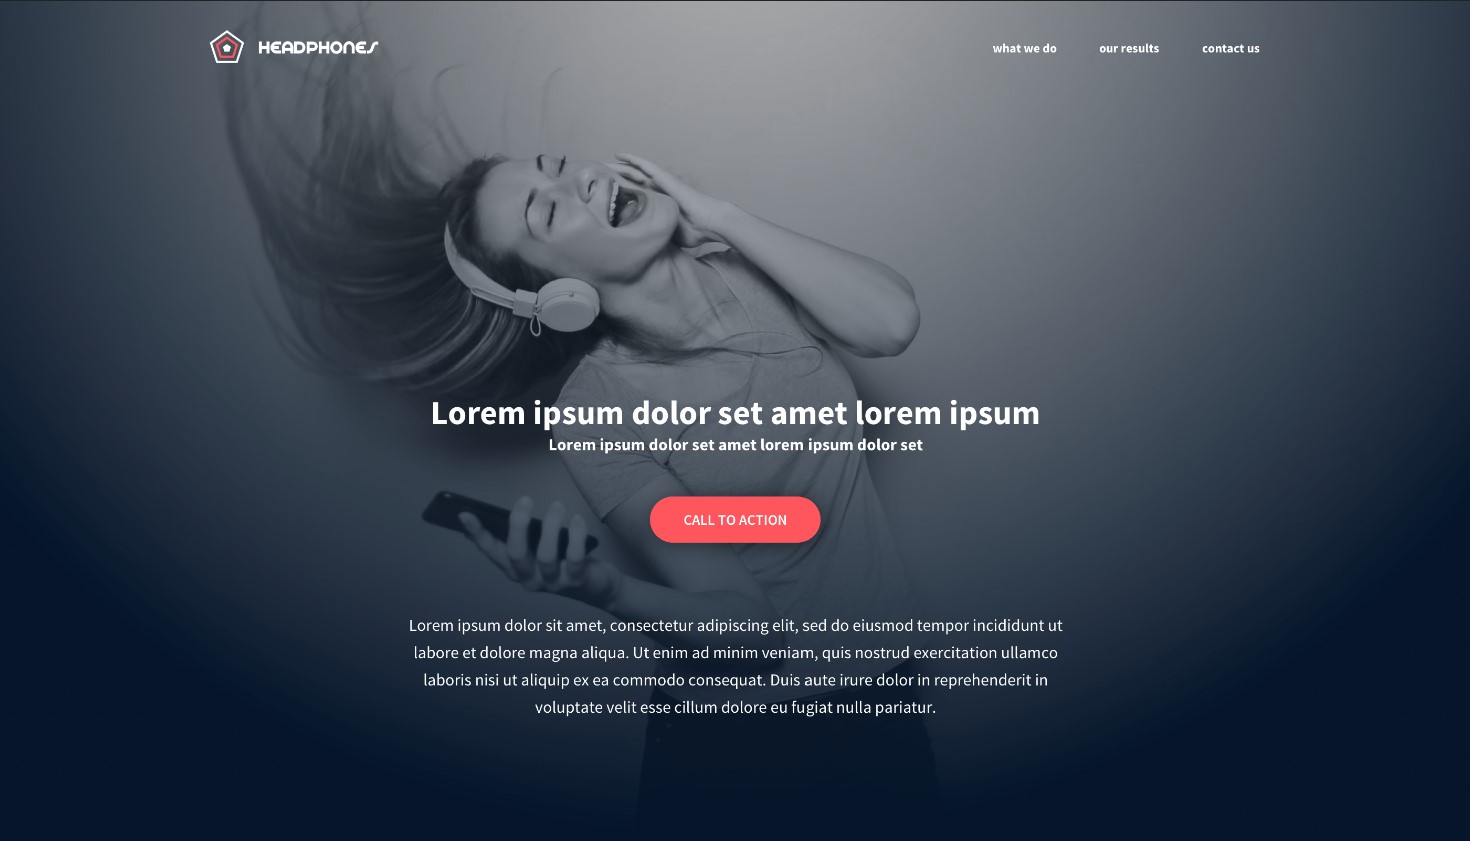 HEADPHONES
what we do
our results
contact us
Lorem ipsum dolor set amet lorem ipsum
Lorem ipsum dolor set amet lorem ipsum dolor set
CALL TO ACTION
Lorem ipsum dolor sit amet, consectetur adipiscing elit, sed do eiusmod tempor incididunt ut
labore et dolore magna aliqua. Ut enim ad minim veniam, quis nostrud exercitation ullamco
laboris nisi ut aliquip ex ea commodo consequat. Duis aute irure dolor in reprehenderit in
voluptate velit esse cillum dolore eu fugiat nulla pariatur.